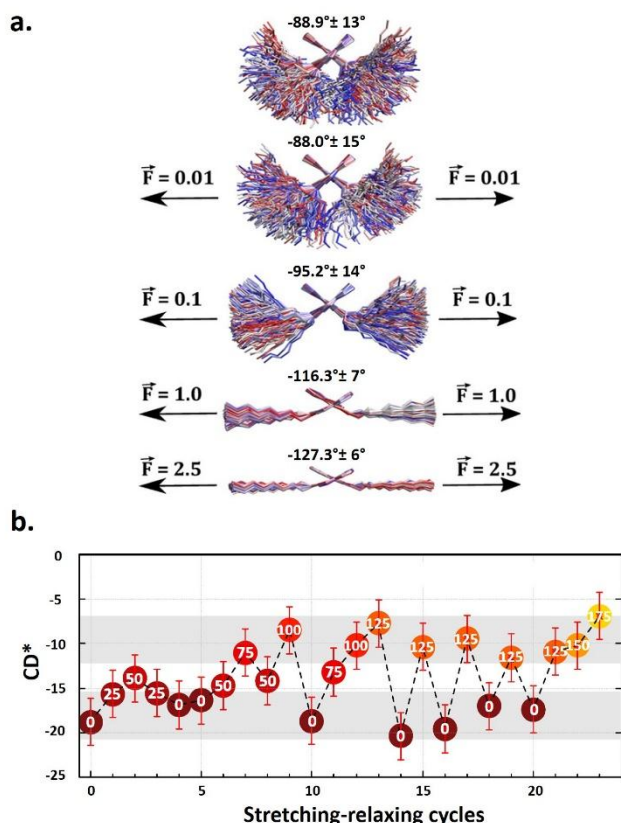 a.
-88.9°± 13°
-88.0°± 15°
F = 0.01 F = 0.01
-95.2°± 14°
F = 0.1 F = 0.1
-116.3°± 7°
F = 1.0 F = 1.0
-127.3°± 6°
F = 2.5 F = 2.5
b.
0
-5
-10
-15
-20
-25
CD*
0 25 50 25 0 0 50 75 50 100 0 75 100 125 0 125 0 125 0 125 0 125 150 175
0 5 10 15 20
Stretching-relaxing cycles